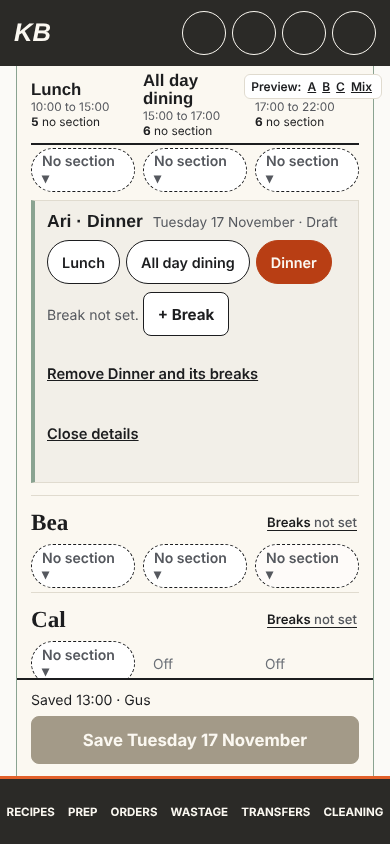 KB
Preview: A B C Mix
Lunch
10:00 to 15:00
5 no section
All day
dining
15:00 to 17:00
6 no section
17:00 to 22:00
6 no section
No section ▾ No section ▾ No section ▾
Ari · Dinner Tuesday 17 November · Draft
Lunch All day dining Dinner
Break not set. + Break
Remove Dinner and its breaks
Close details
Bea Breaks not set
No section ▾ No section ▾ No section ▾
Cal Breaks not set
No section ▾ Off Off
Saved 13:00 · Gus
Save Tuesday 17 November
RECIPES PREP ORDERS WASTAGE TRANSFERS CLEANING